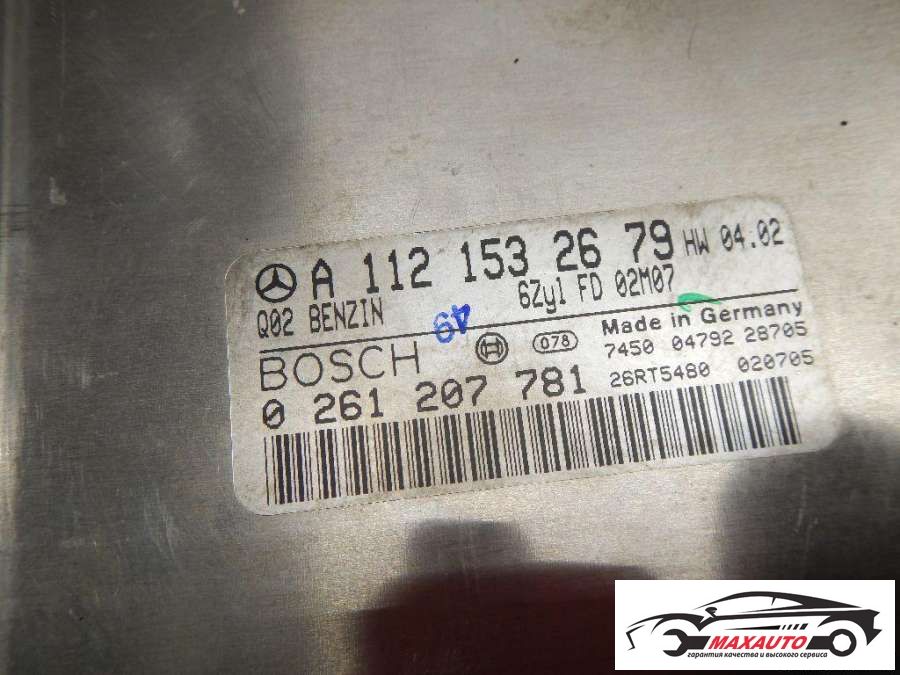 A 112 153 26 79 HW 04.02
Q02 BENZIN 6Zyl FD 02M07
49
BOSCH 078 Made in Germany
7450 04792 28705
0 261 207 781 26RT5480 020705
MAXAUTO
гарантия качества и высокого сервиса